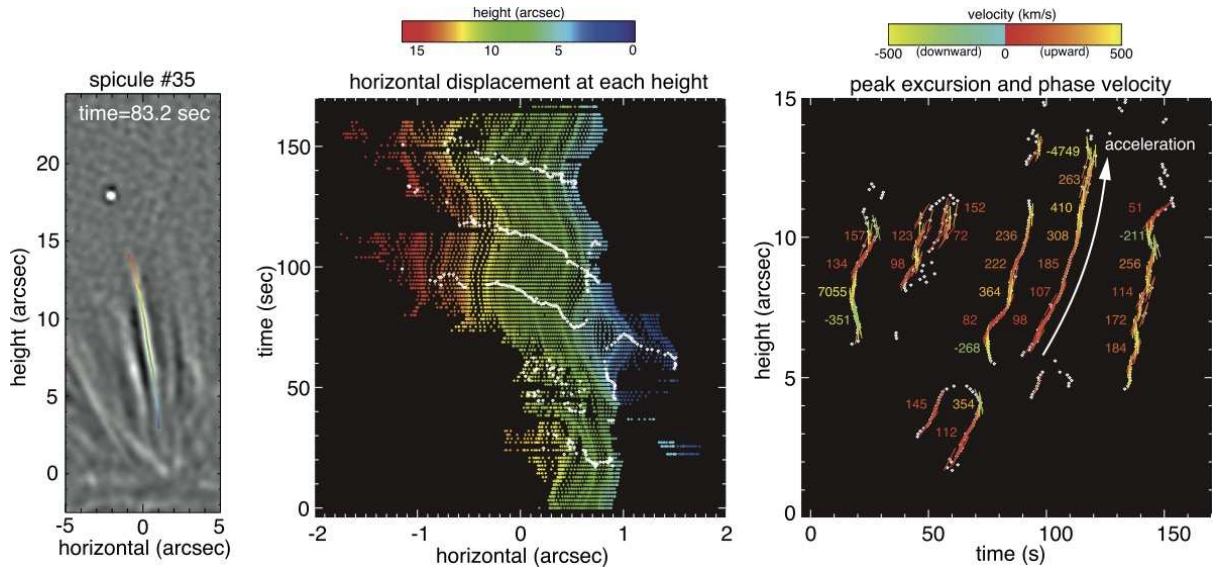 height (arcsec)
15 10 5 0
velocity (km/s)
-500 (downward) 0 (upward) 500
spicule #35
time=83.2 sec
height (arcsec)
20
15
10
5
0
-5 0 5
horizontal (arcsec)
horizontal displacement at each height
time (sec)
150
100
50
0
-2 -1 0 1 2
horizontal (arcsec)
peak excursion and phase velocity
height (arcsec)
15
10
5
0
-4749
acceleration
263
152
410
51
157 123 72 236 308 -211
134 98 222 185 256
7055 364 107 114
-351 82 98 172
-268 184
145 354
112
0 50 100 150
time (s)